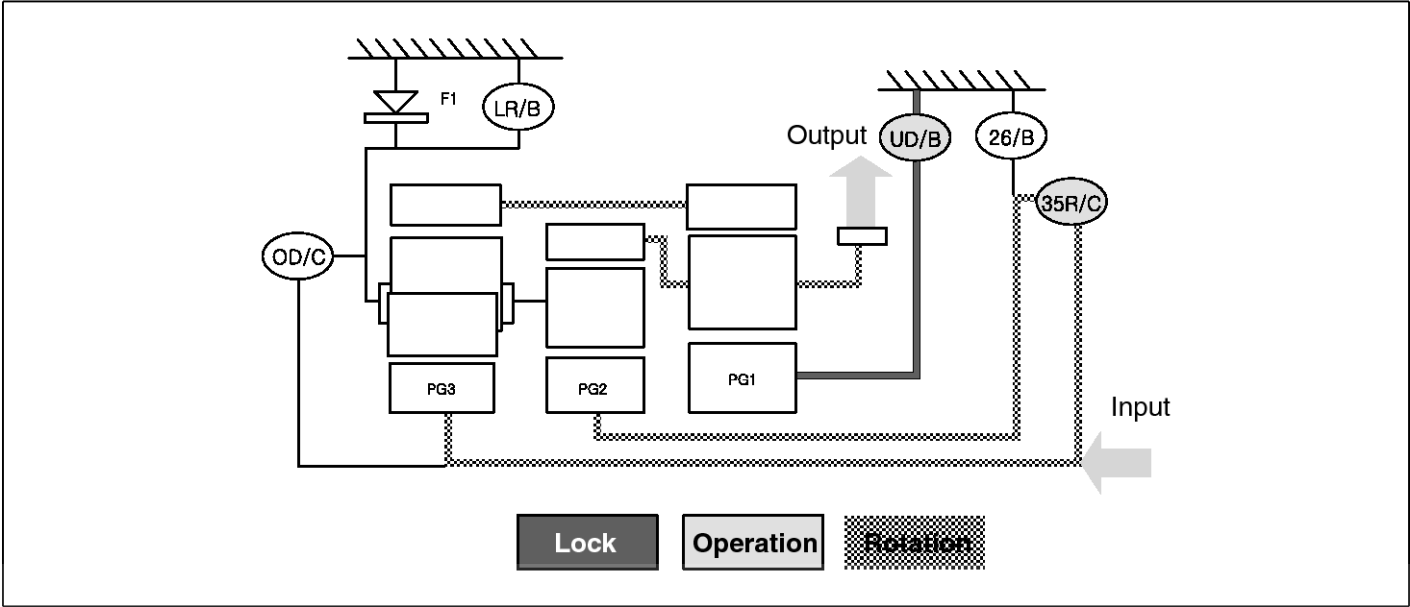 F1
LR/B
Output
UD/B
26/B
35R/C
OD/C
PG3
PG2
PG1
Input
Lock
Operation
Rotation